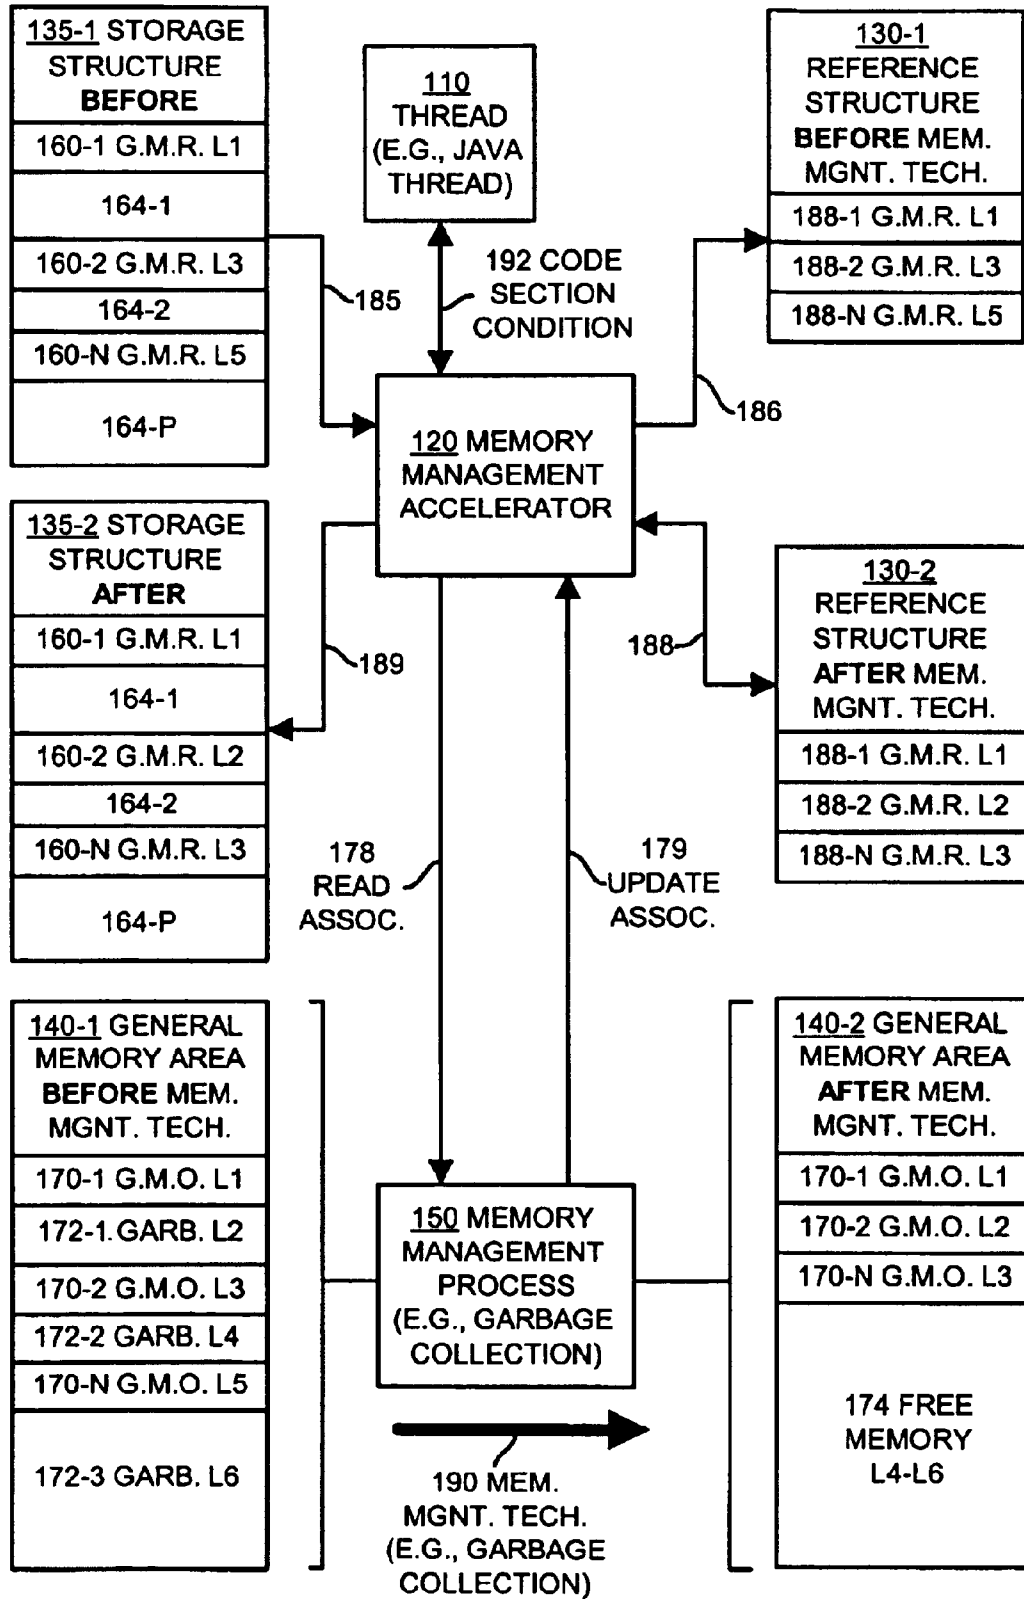 135-1 STORAGE
STRUCTURE
BEFORE
160-1 G.M.R. L1
164-1
160-2 G.M.R. L3
164-2
160-N G.M.R. L5
164-P
110
THREAD
(E.G., JAVA
THREAD)
130-1
REFERENCE
STRUCTURE
BEFORE MEM.
MGNT. TECH.
188-1 G.M.R. L1
188-2 G.M.R. L3
188-N G.M.R. L5
185
192 CODE
SECTION
CONDITION
186
120 MEMORY
MANAGEMENT
ACCELERATOR
135-2 STORAGE
STRUCTURE
AFTER
160-1 G.M.R. L1
164-1
160-2 G.M.R. L2
164-2
160-N G.M.R. L3
164-P
189
188
130-2
REFERENCE
STRUCTURE
AFTER MEM.
MGNT. TECH.
188-1 G.M.R. L1
188-2 G.M.R. L2
188-N G.M.R. L3
178
READ
ASSOC.
179
UPDATE
ASSOC.
140-1 GENERAL
MEMORY AREA
BEFORE MEM.
MGNT. TECH.
170-1 G.M.O. L1
172-1. GARB. L2
170-2 G.M.O. L3
172-2 GARB. L4
170-N G.M.O. L5
172-3 GARB. L6
150 MEMORY
MANAGEMENT
PROCESS
(E.G., GARBAGE
COLLECTION)
190 MEM.
MGNT. TECH.
(E.G., GARBAGE
COLLECTION)
140-2 GENERAL
MEMORY AREA
AFTER MEM.
MGNT. TECH.
170-1 G.M.O. L1
170-2 G.M.O. L2
170-N G.M.O. L3
174 FREE
MEMORY
L4-L6